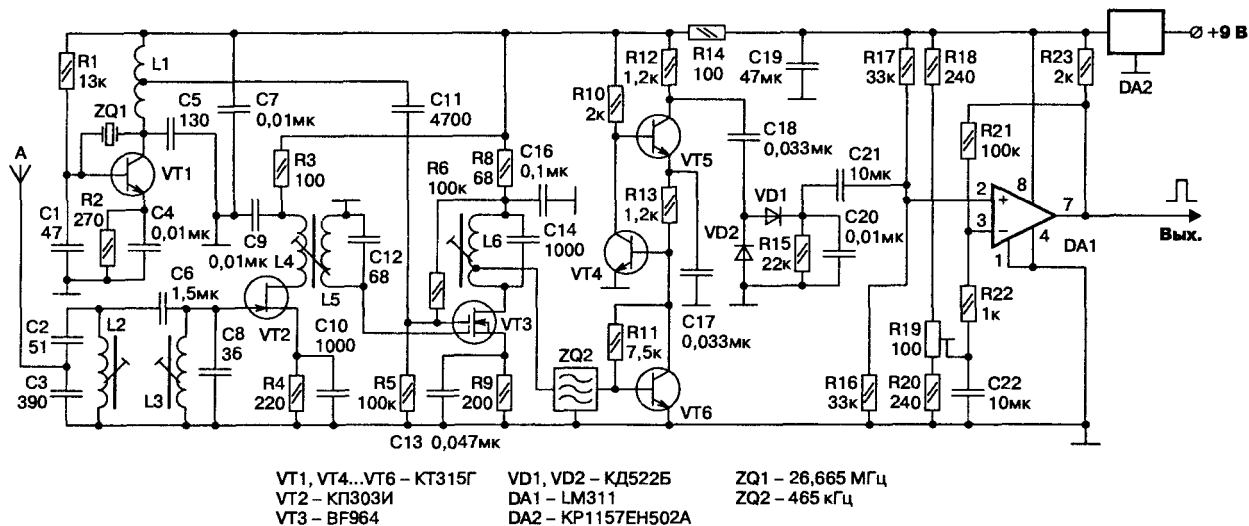 R1
13к
L1
ZQ1
C5
130
VT1
A
R2
270
C4
0,01мк
C1
47
C6
1,5мк
C2
51
C3
390
L2
L3
C8
36
C7
0,01мк
R3
100
C9
0,01мк
L4
L5
C12
68
VT2
R4
220
C10
1000
C11
4700
R6
100к
R8
68
C16
0,1мк
L6
C14
1000
VT3
R5
100к
R9
200
C13 0,047мк
R10
2к
R12
1,2к
R14
100
C19
47мк
VT5
R13
1,2к
VT4
C18
0,033мк
VD1
VD2
R15
22к
C20
0,01мк
C21
10мк
C17
0,033мк
R11
7,5к
ZQ2
VT6
R17
33к
R18
240
R16
33к
R19
100
R20
240
R21
100к
R22
1к
C22
10мк
R23
2к
2
+
3
−
8
7
4
1
DA1
DA2
+9 В
Вых.
VT1, VT4...VT6 – КТ315Г
VT2 – КП303И
VT3 – BF964
VD1, VD2 – КД522Б
DA1 – LM311
DA2 – КР1157ЕН502А
ZQ1 – 26,665 МГц
ZQ2 – 465 кГц